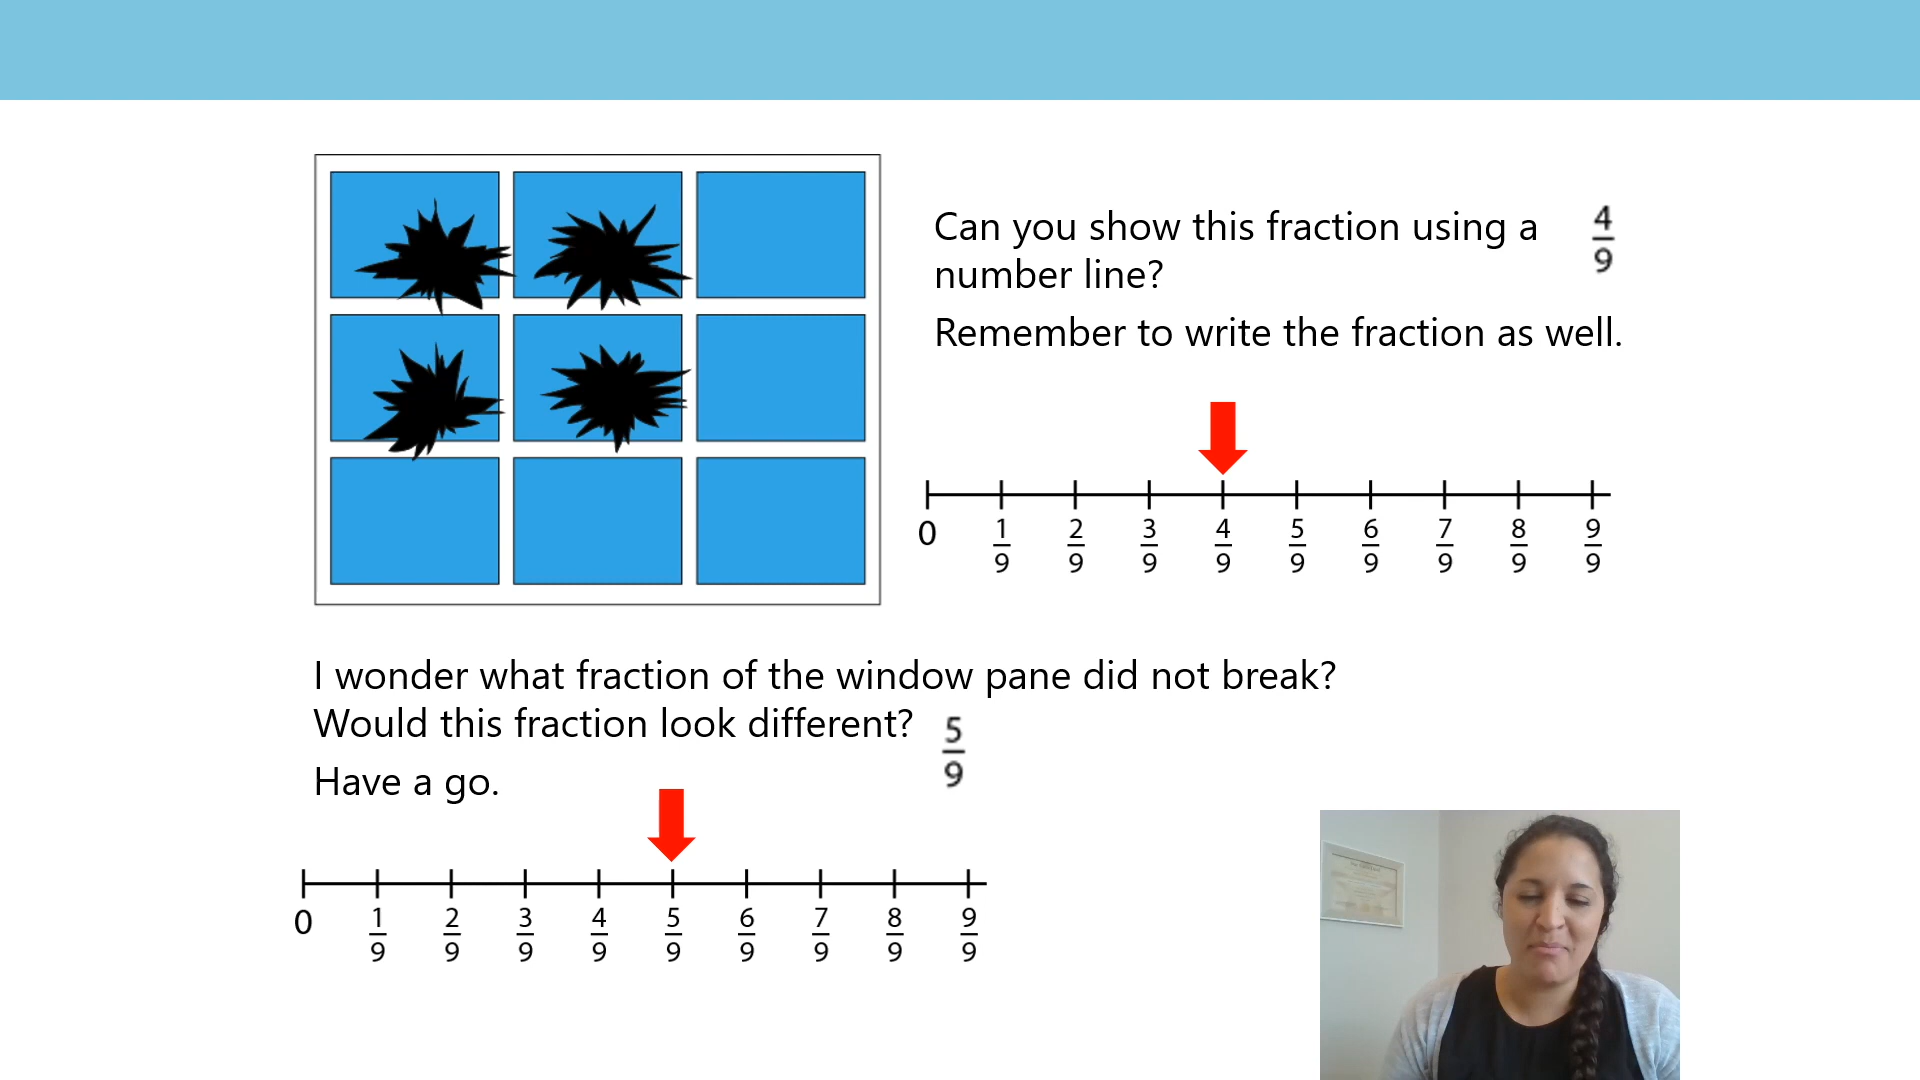 Can you show this fraction using a 4/9
number line?
Remember to write the fraction as well.
0 1/9 2/9 3/9 4/9 5/9 6/9 7/9 8/9 9/9
I wonder what fraction of the window pane did not break?
Would this fraction look different? 5/9
Have a go.
0 1/9 2/9 3/9 4/9 5/9 6/9 7/9 8/9 9/9